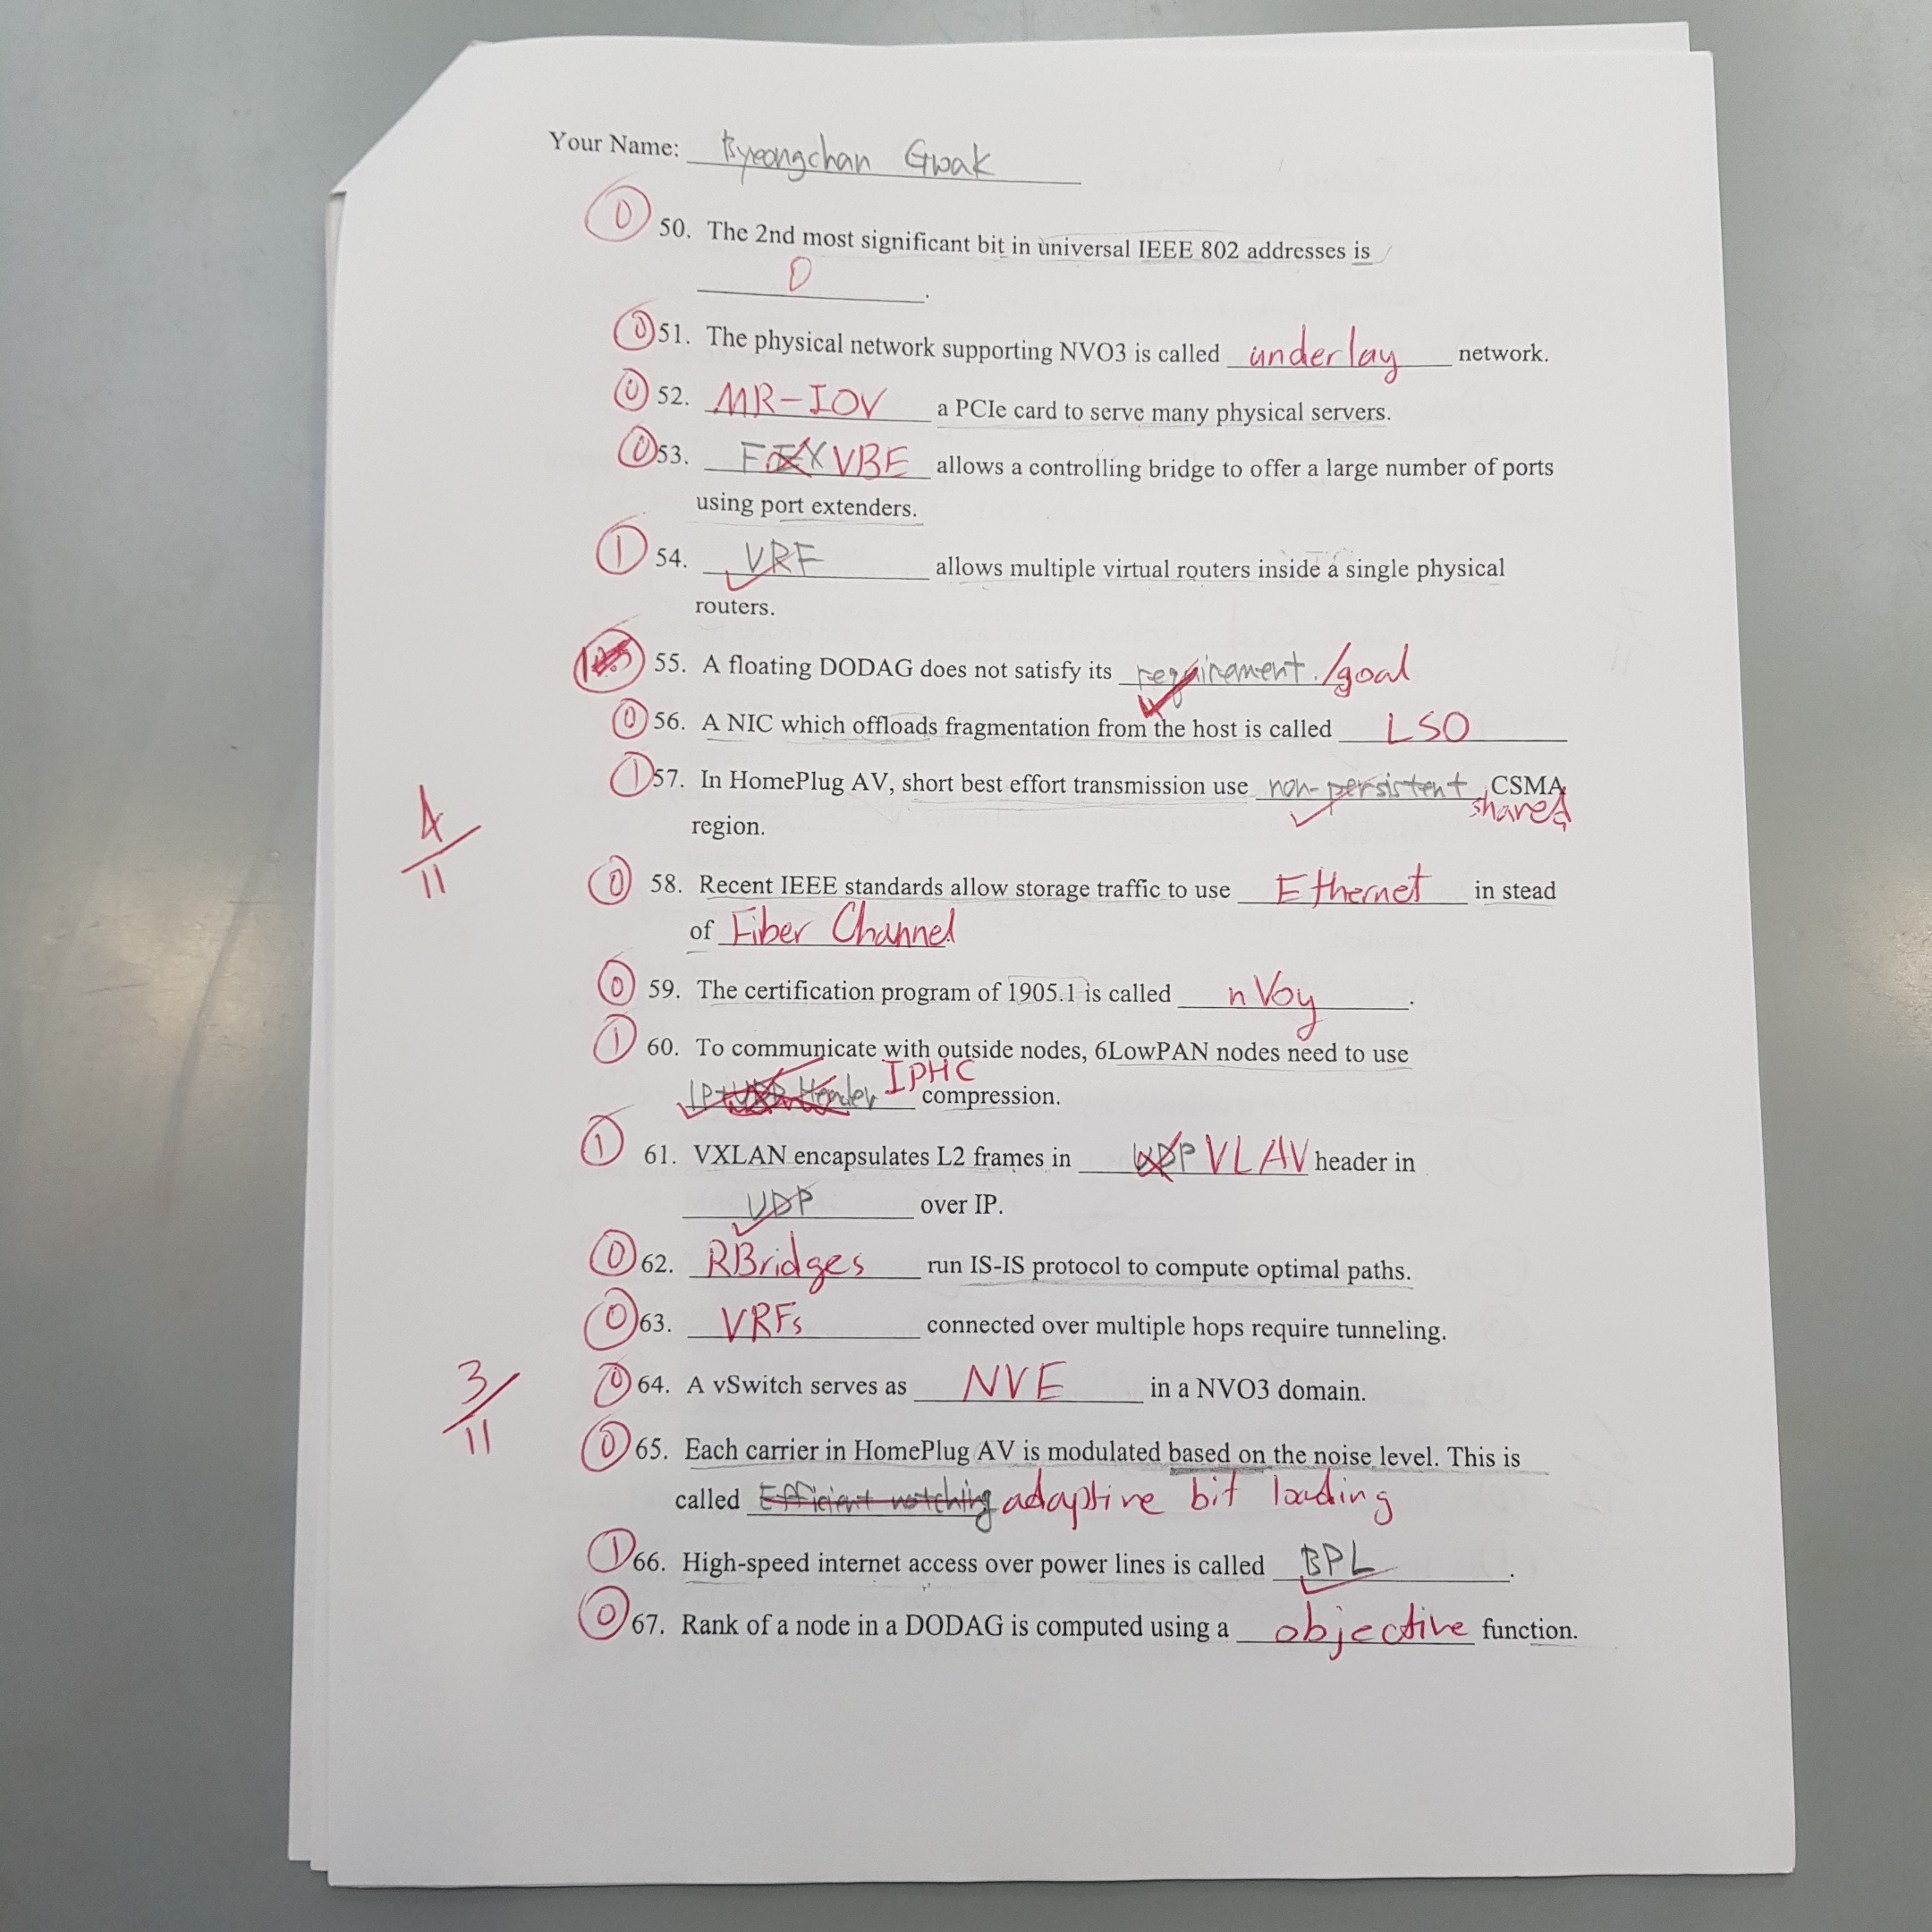 Your Name: Byeongchan Gwak
0 50. The 2nd most significant bit in universal IEEE 802 addresses is
0 .
0 51. The physical network supporting NVO3 is called underlay network.
0 52. MR-IOV a PCIe card to serve many physical servers.
0 53. FEX VBE allows a controlling bridge to offer a large number of ports
using port extenders.
1 54. VRF allows multiple virtual routers inside a single physical
routers.
1 55. A floating DODAG does not satisfy its requirement. /goal
0 56. A NIC which offloads fragmentation from the host is called LSO
1 57. In HomePlug AV, short best effort transmission use non-persistent, CSMA
shared
region.
4/11
0 58. Recent IEEE standards allow storage traffic to use Ethernet in stead
of Fiber Channel
0 59. The certification program of 1905.1 is called nVoy .
1 60. To communicate with outside nodes, 6LowPAN nodes need to use
IP+UDP Header IPHC compression.
1 61. VXLAN encapsulates L2 frames in UDP VLAV header in
UDP over IP.
0 62. RBridges run IS-IS protocol to compute optimal paths.
0 63. VRFs connected over multiple hops require tunneling.
3/11
0 64. A vSwitch serves as NVE in a NVO3 domain.
0 65. Each carrier in HomePlug AV is modulated based on the noise level. This is
called Efficient notching adaptive bit loading
1 66. High-speed internet access over power lines is called BPL .
0 67. Rank of a node in a DODAG is computed using a objective function.